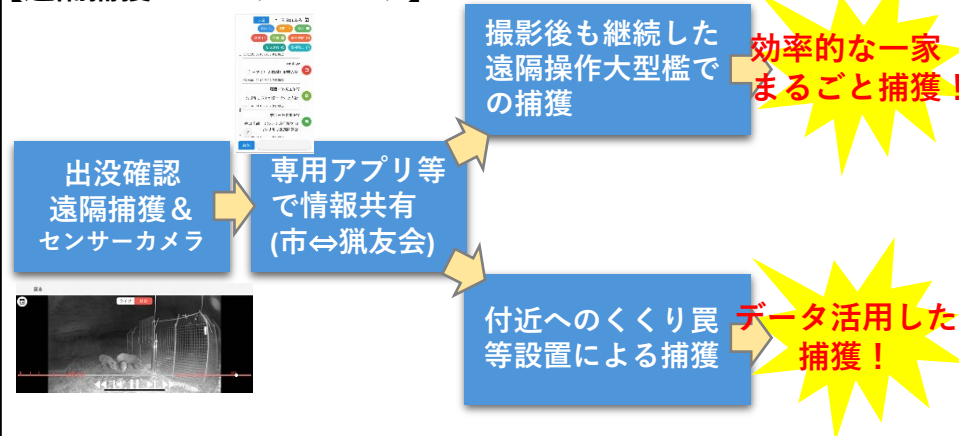 出没確認
遠隔捕獲＆
センサーカメラ
専用アプリ等
で情報共有
(市⇔猟友会)
撮影後も継続した
遠隔操作大型檻で
の捕獲
効率的な一家
まるごと捕獲！
付近へのくくり罠
等設置による捕獲
データ活用した
捕獲！